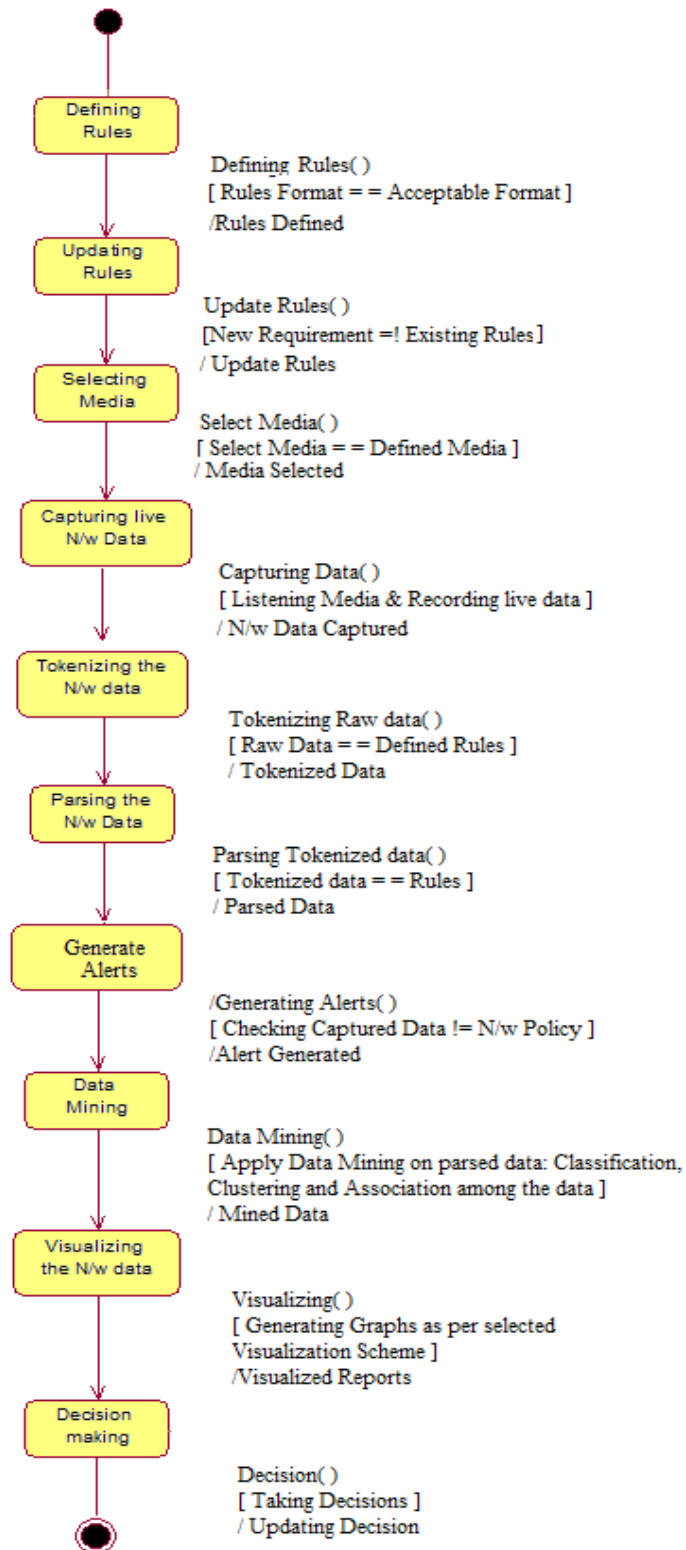 Defining
Rules
Defining Rules( )
[ Rules Format = = Acceptable Format ]
/Rules Defined
Updating
Rules
Update Rules( )
[New Requirement =! Existing Rules]
/ Update Rules
Selecting
Media
Select Media( )
[ Select Media = = Defined Media ]
/ Media Selected
Capturing live
N/w Data
Capturing Data( )
[ Listening Media & Recording live data ]
/ N/w Data Captured
Tokenizing the
N/w data
Tokenizing Raw data( )
[ Raw Data = = Defined Rules ]
/ Tokenized Data
Parsing the
N/w Data
Parsing Tokenized data( )
[ Tokenized data = = Rules ]
/ Parsed Data
Generate
Alerts
/Generating Alerts( )
[ Checking Captured Data != N/w Policy ]
/Alert Generated
Data
Mining
Data Mining( )
[ Apply Data Mining on parsed data: Classification,
Clustering and Association among the data ]
/ Mined Data
Visualizing
the N/w data
Visualizing( )
[ Generating Graphs as per selected
Visualization Scheme ]
/Visualized Reports
Decision
making
Decision( )
[ Taking Decisions ]
/ Updating Decision